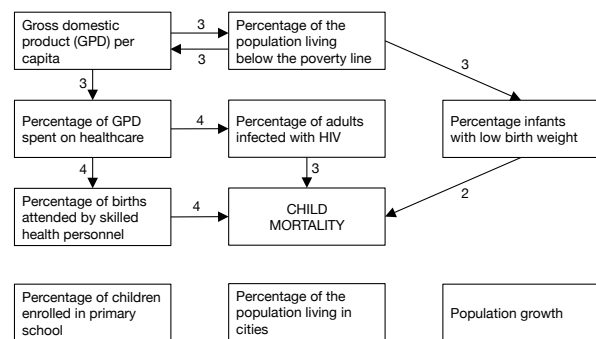 Gross domestic
product (GPD) per
capita
3
3
Percentage of the
population living
below the poverty line
3
3
Percentage of GPD
spent on healthcare
4
Percentage of adults
infected with HIV
Percentage infants
with low birth weight
4
3
2
Percentage of births
attended by skilled
health personnel
4
CHILD
MORTALITY
Percentage of children
enrolled in primary
school
Percentage of the
population living in
cities
Population growth